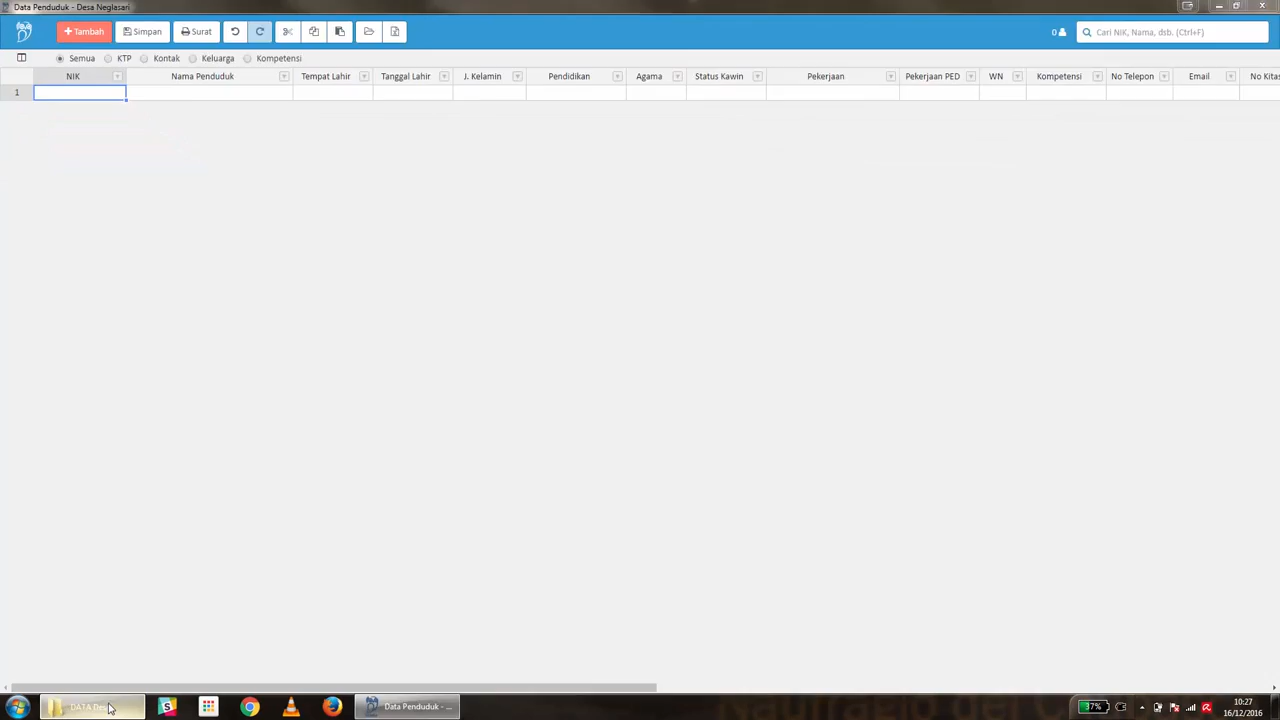 Data Penduduk - Desa Neglasari
+ Tambah
Simpan
Surat
0
Cari NIK, Nama, dsb. (Ctrl+F)
Semua
KTP
Kontak
Keluarga
Kompetensi
NIK
Nama Penduduk
Tempat Lahir
Tanggal Lahir
J. Kelamin
Pendidikan
Agama
Status Kawin
Pekerjaan
Pekerjaan PED
WN
Kompetensi
No Telepon
Email
No Kitas
1
DATA
Data Penduduk - ...
37%
10:27
16/12/2016